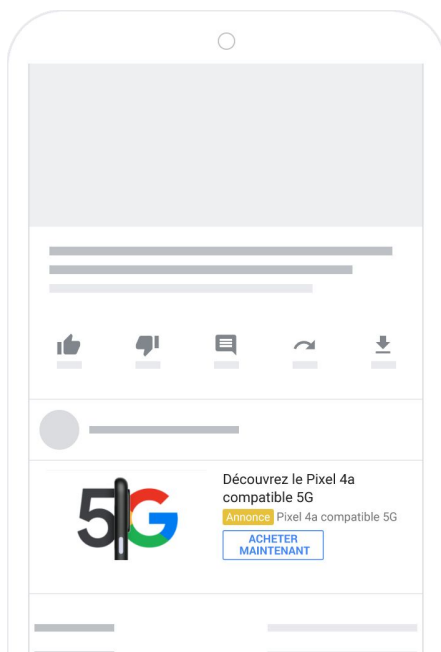 5G
Découvrez le Pixel 4a
compatible 5G
Annonce Pixel 4a compatible 5G
ACHETER
MAINTENANT